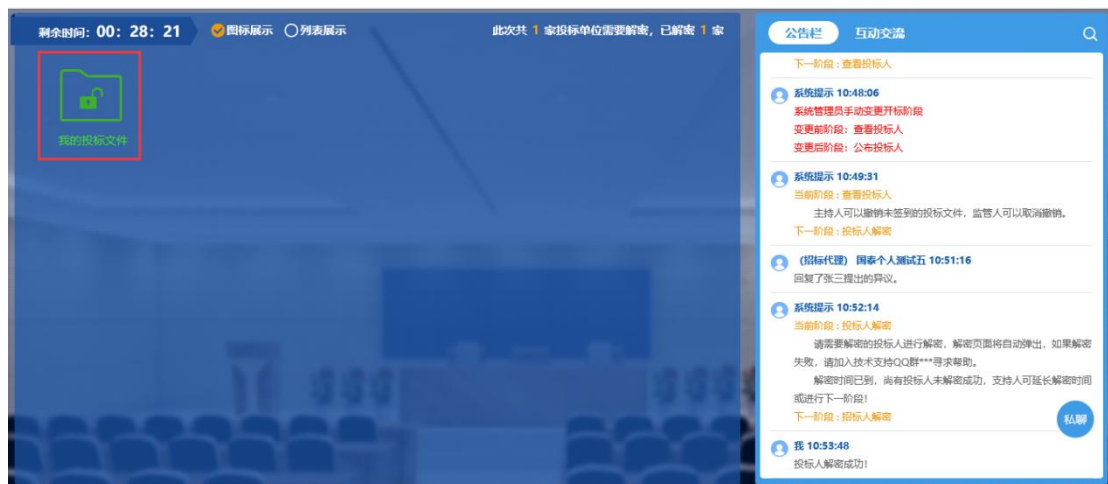 剩余时间: 00: 28: 21
图标展示 列表展示
此次共 1 家投标单位需要解密，已解密 1 家
我的投标文件
公告栏 互动交流
下一阶段 : 查看投标人
系统提示 10:48:06
系统管理员手动变更开标阶段
变更前阶段：查看投标人
变更后阶段：公布投标人
系统提示 10:49:31
当前阶段 : 查看投标人
主持人可以撤销未签到的投标文件，监管人可以取消撤销。
下一阶段 : 投标人解密
(招标代理) 国泰个人测试五 10:51:16
回复了张三提出的异议。
系统提示 10:52:14
当前阶段 : 投标人解密
请需要解密的投标人进行解密，解密页面将自动弹出，如果解密
失败，请加入技术支持QQ群***寻求帮助。
解密时间已到，尚有投标人未解密成功，支持人可延长解密时间
或进行下一阶段!
下一阶段 : 招标人解密
私聊
我 10:53:48
投标人解密成功!